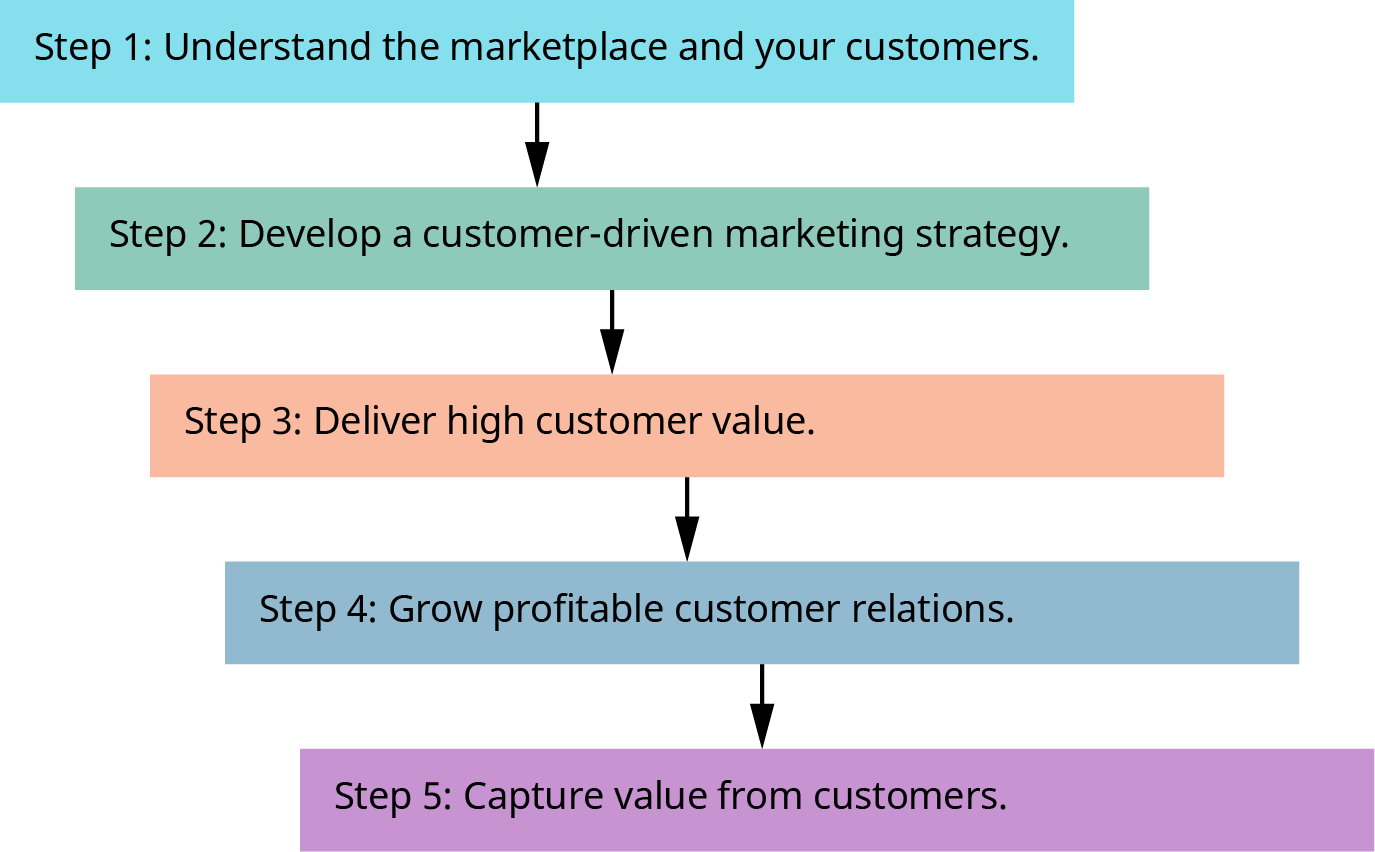 Step 1: Understand the marketplace and your customers.
Step 2: Develop a customer-driven marketing strategy.
Step 3: Deliver high customer value.
Step 4: Grow profitable customer relations.
Step 5: Capture value from customers.